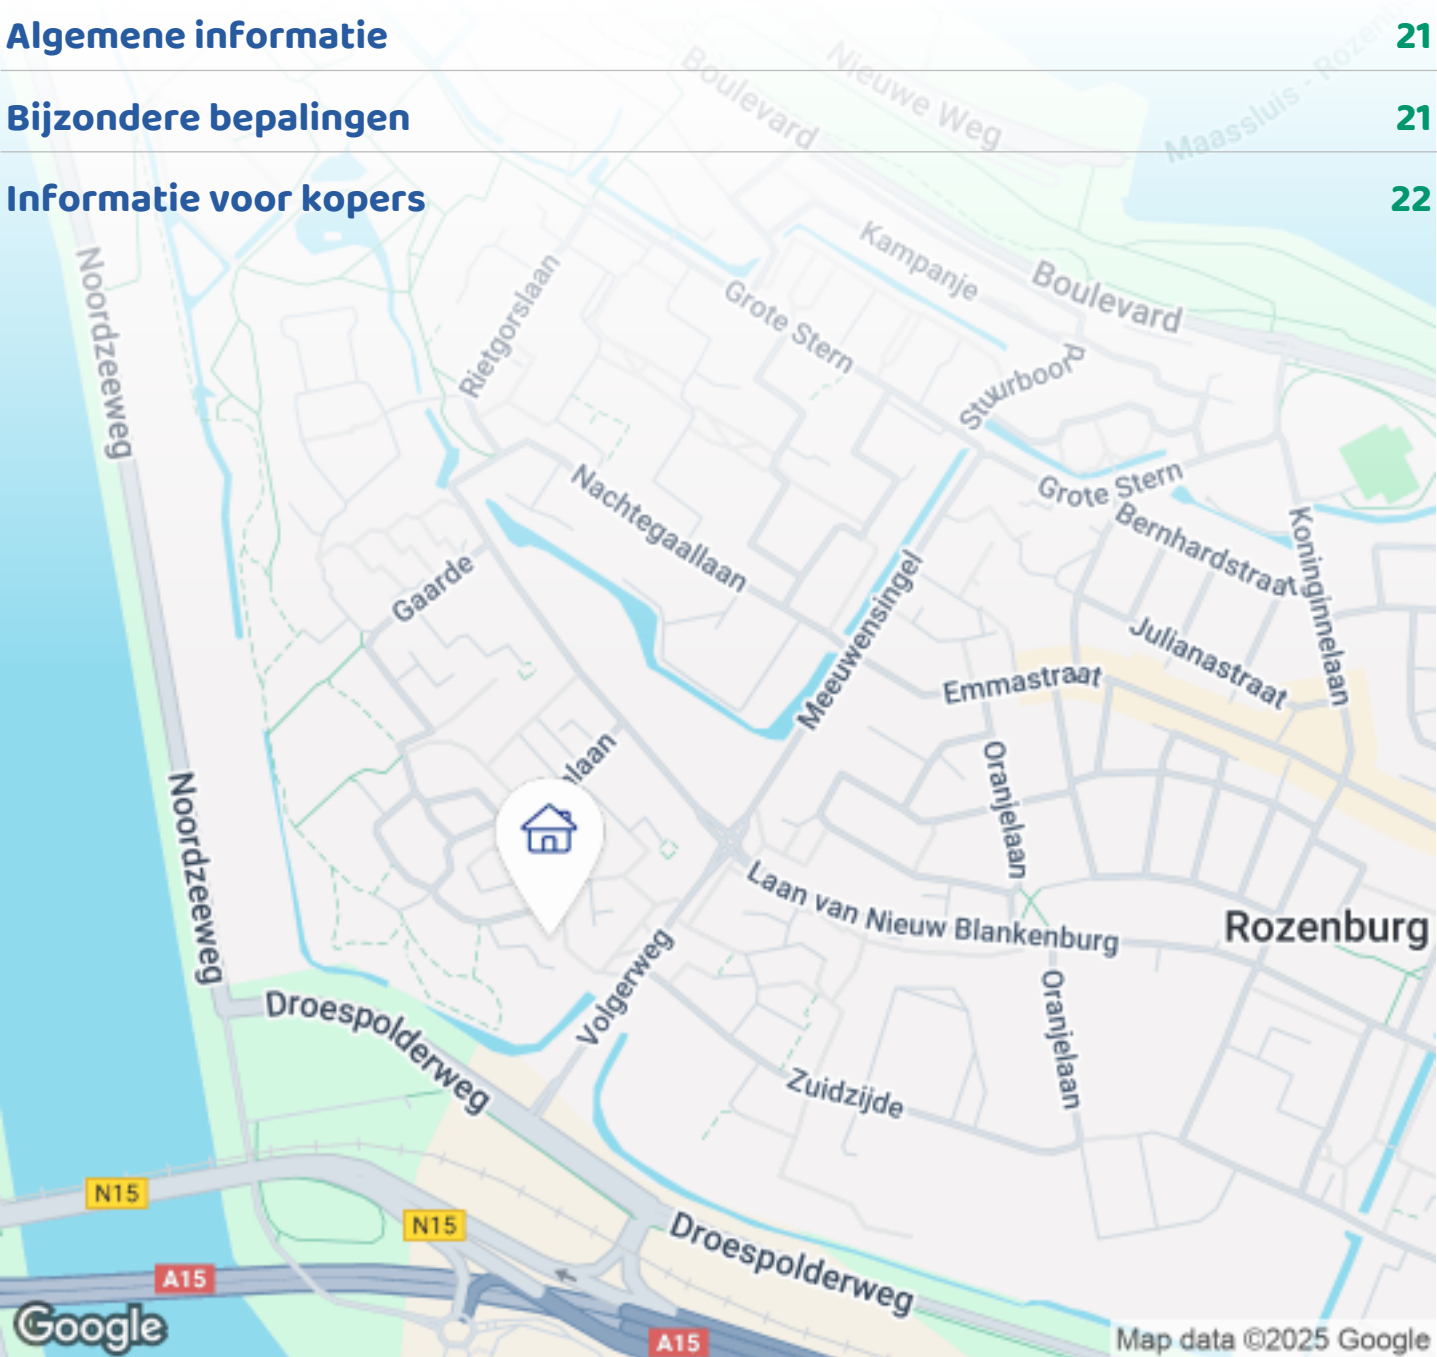 Algemene informatie 21
Bijzondere bepalingen 21
Informatie voor kopers 22
Boulevard
Nieuwe Weg
Maassluis - Rozenb
Noordzeeweg
Rietgorslaan
Kampanje
Boulevard
Grote Stern
Stuurboord
Nachtegaallaan
Grote Stern
Bernhardstraat
Koninginnelaan
Gaarde
Meeuwensingel
Julianastraat
Emmastraat
laan
Oranjelaan
Noordzeeweg
Laan van Nieuw Blankenburg
Rozenburg
Volgerweg
Oranjelaan
Droespolderweg
Zuidzijde
N15
N15
Droespolderweg
A15
A15
Google
Map data ©2025 Google